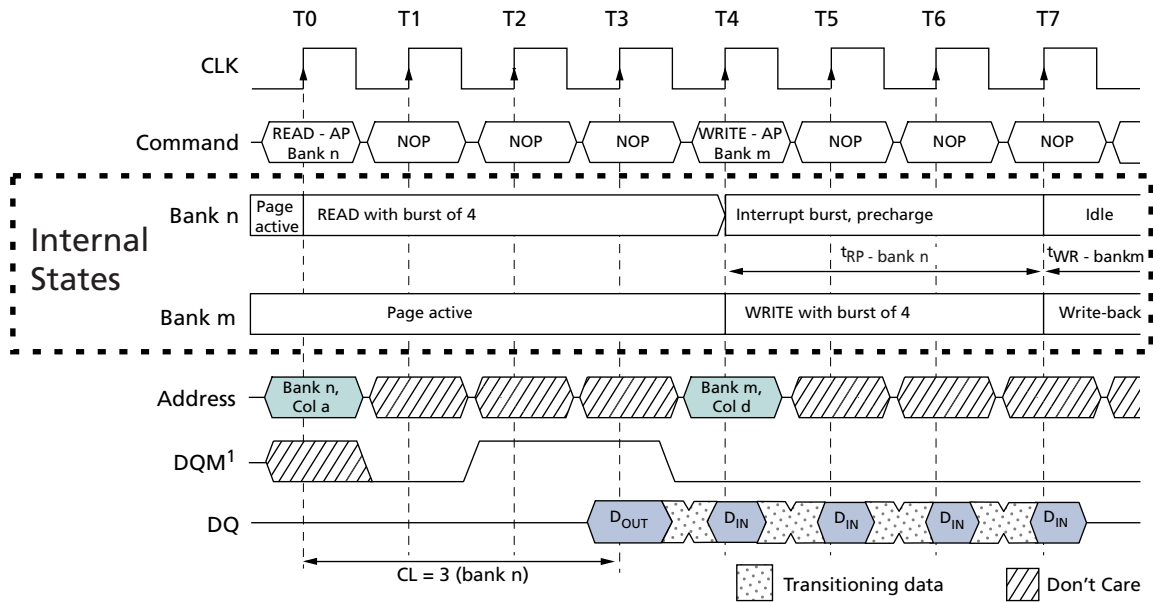 T0 T1 T2 T3 T4 T5 T6 T7
CLK
Command
READ - AP
Bank n
NOP
NOP
NOP
WRITE - AP
Bank m
NOP
NOP
NOP
Internal
States
Bank n
Page
active
READ with burst of 4
Interrupt burst, precharge
Idle
tRP - bank n
tWR - bankm
Bank m
Page active
WRITE with burst of 4
Write-back
Address
Bank n,
Col a
Bank m,
Col d
DQM1
DQ
DOUT
DIN
DIN
DIN
DIN
CL = 3 (bank n)
Transitioning data
Don't Care